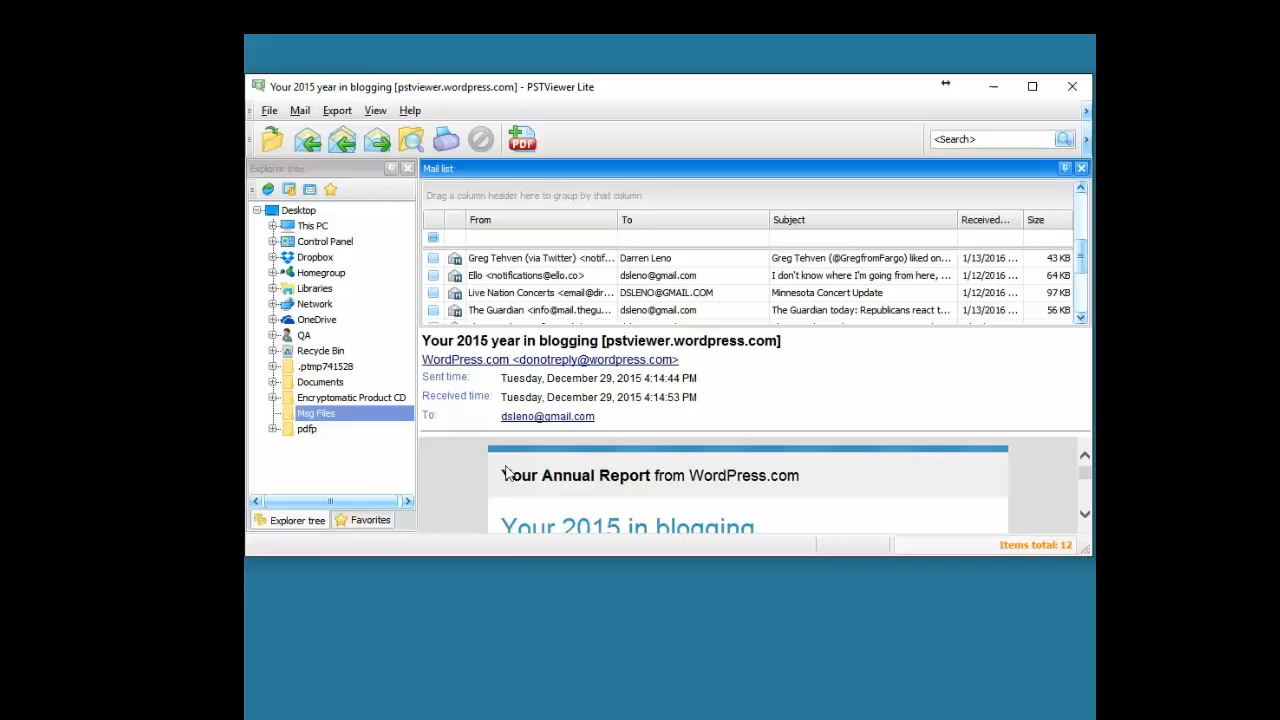 Your 2015 year in blogging [pstviewer.wordpress.com] - PSTViewer Lite
File Mail Export View Help
PDF
<Search>
Explorer tree
Mail list
Drag a column header here to group by that column
From To Subject Received... Size
Greg Tehven (via Twitter) <notif... Darren Leno Greg Tehven (@GregfromFargo) liked on... 1/13/2016 ... 43 KB
Ello <notifications@ello.co> dsleno@gmail.com I don't know where I'm going from here, ... 1/12/2016 ... 64 KB
Live Nation Concerts <email@dir... DSLENO@GMAIL.COM Minnesota Concert Update 1/12/2016 ... 97 KB
The Guardian <info@mail.thegu... dsleno@gmail.com The Guardian today: Republicans react t... 1/13/2016 ... 56 KB
Desktop
This PC
Control Panel
Dropbox
Homegroup
Libraries
Network
OneDrive
QA
Recycle Bin
.ptmp741528
Documents
Encryptomatic Product CD
Msg Files
pdfp
Explorer tree Favorites
Your 2015 year in blogging [pstviewer.wordpress.com]
WordPress.com <donotreply@wordpress.com>
Sent time: Tuesday, December 29, 2015 4:14:44 PM
Received time: Tuesday, December 29, 2015 4:14:53 PM
To: dsleno@gmail.com
Your Annual Report from WordPress.com
Your 2015 in blogging
Items total: 12